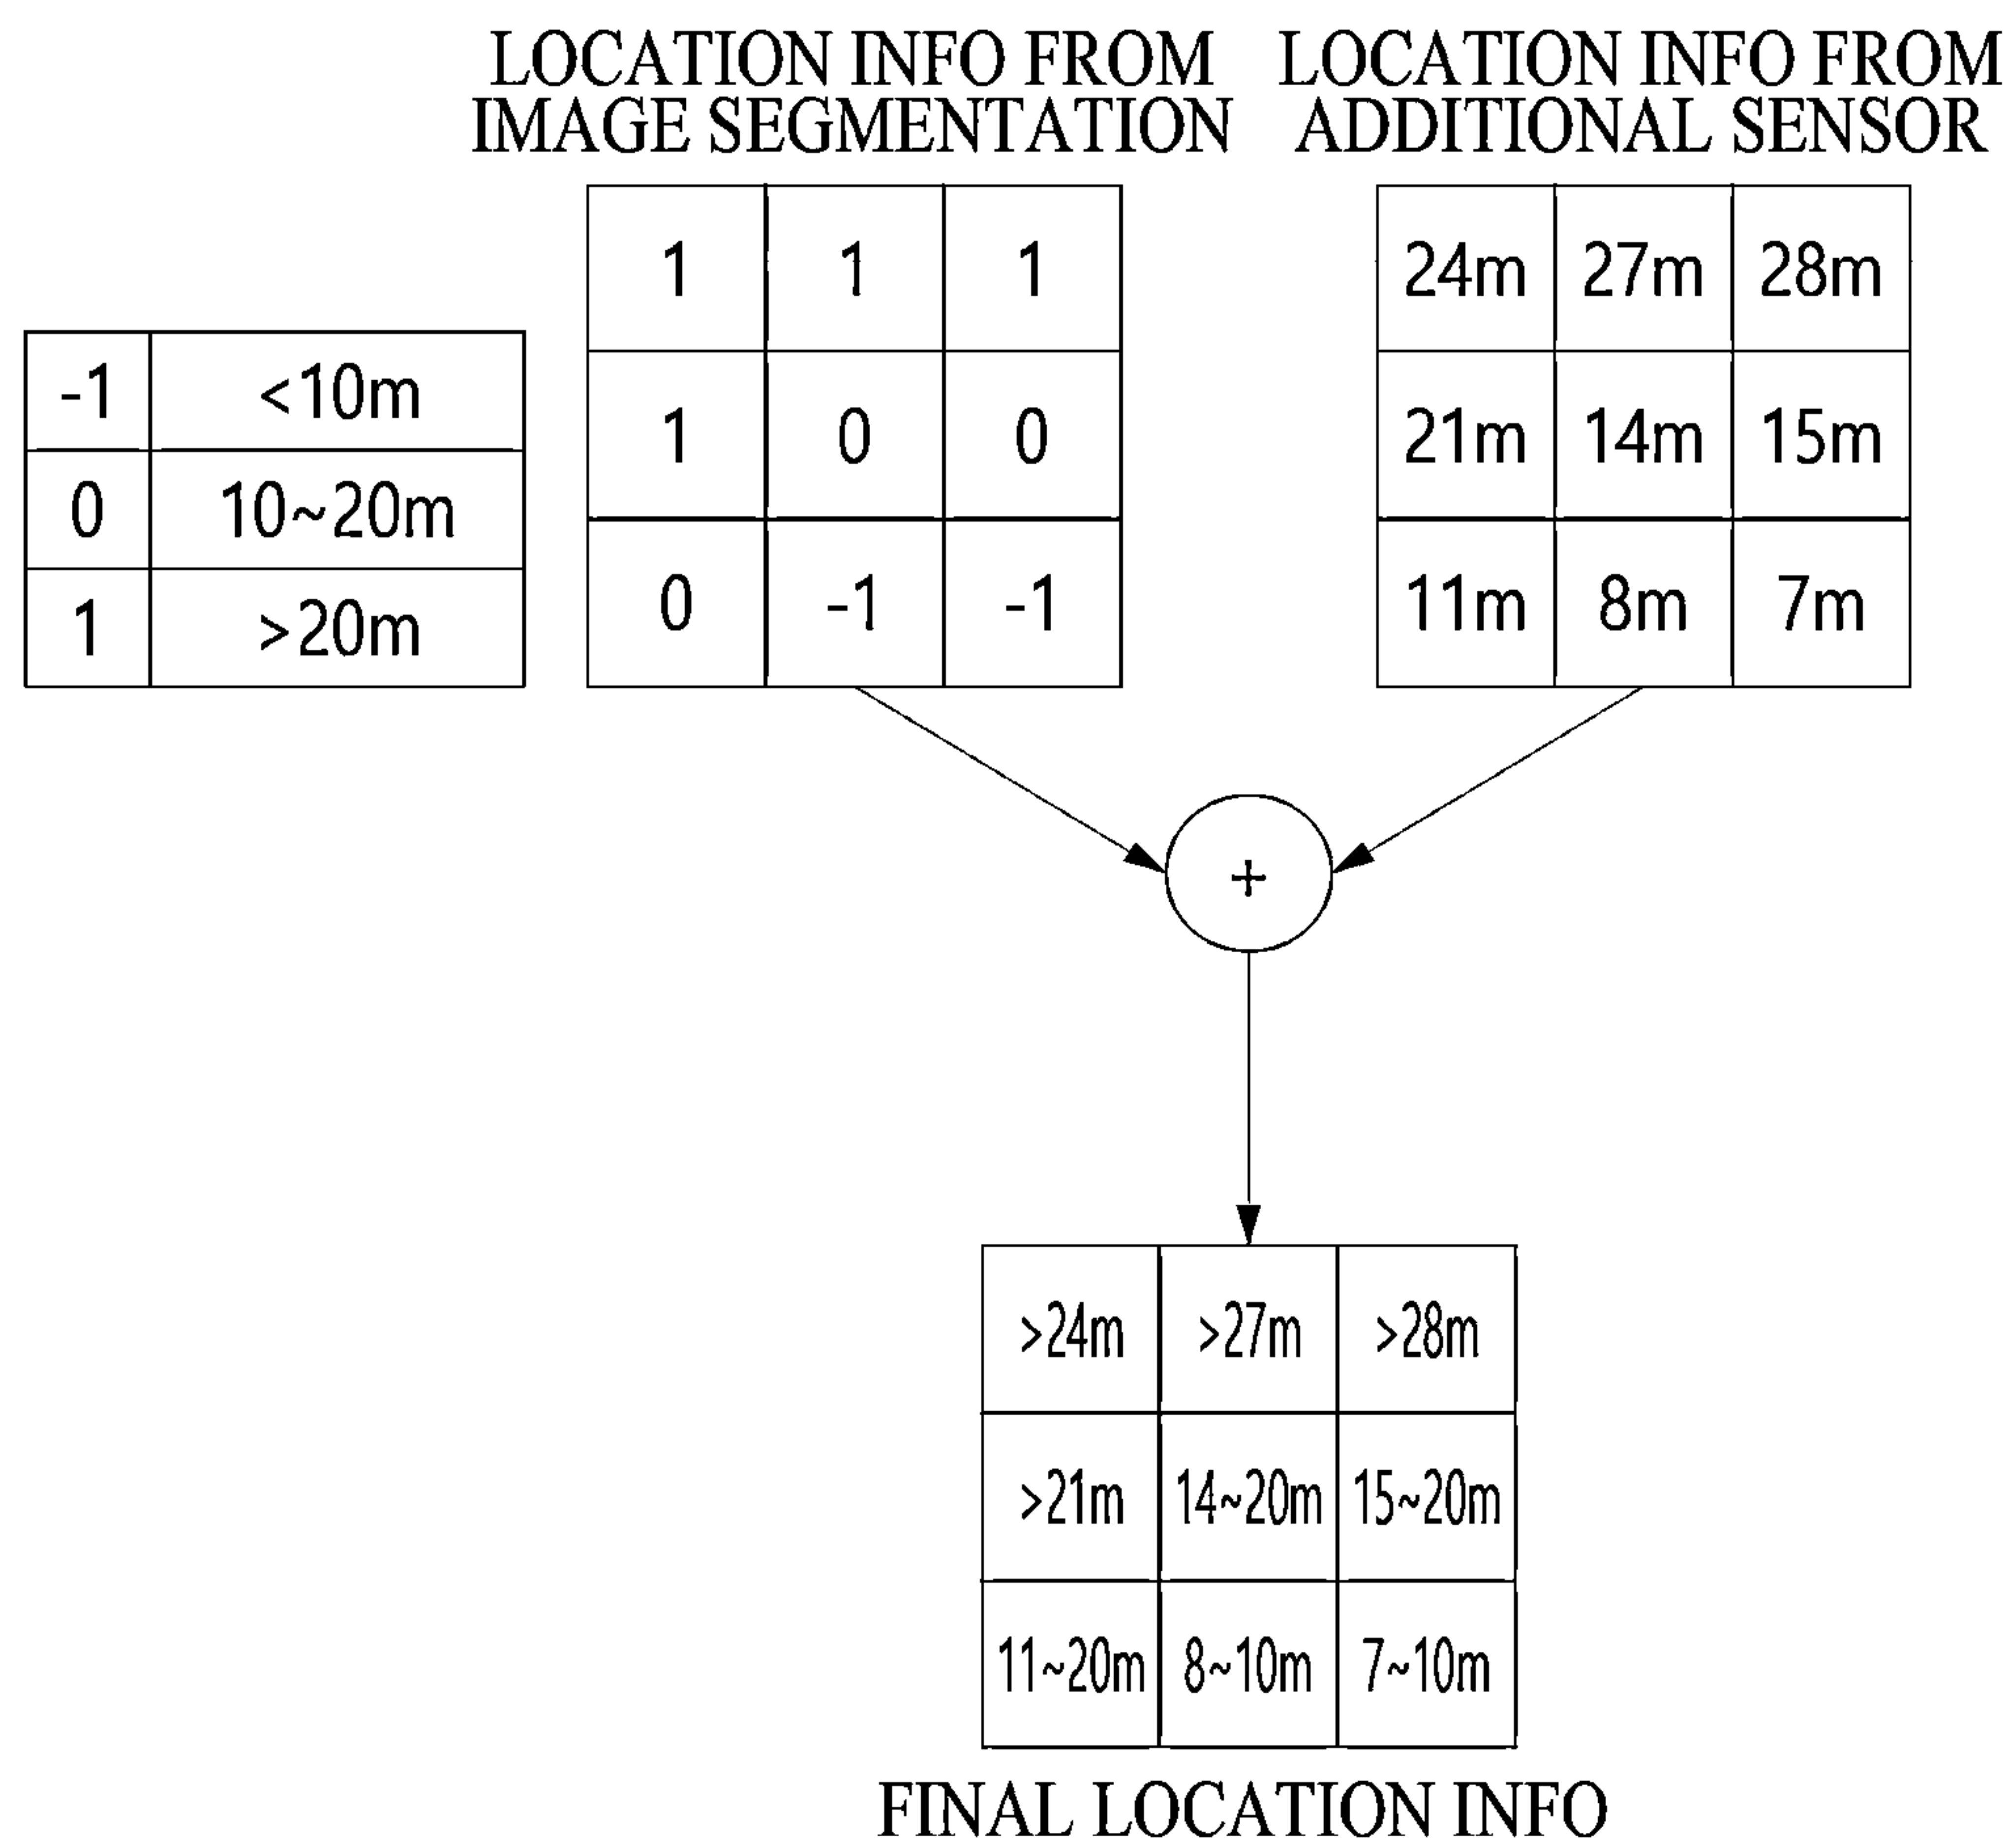 LOCATION INFO FROM
IMAGE SEGMENTATION
LOCATION INFO FROM
ADDITIONAL SENSOR
-1 <10m
0 10~20m
1 >20m
1 1 1
1 0 0
0 -1 -1
24m 27m 28m
21m 14m 15m
11m 8m 7m
+
>24m >27m >28m
>21m 14~20m 15~20m
11~20m 8~10m 7~10m
FINAL LOCATION INFO